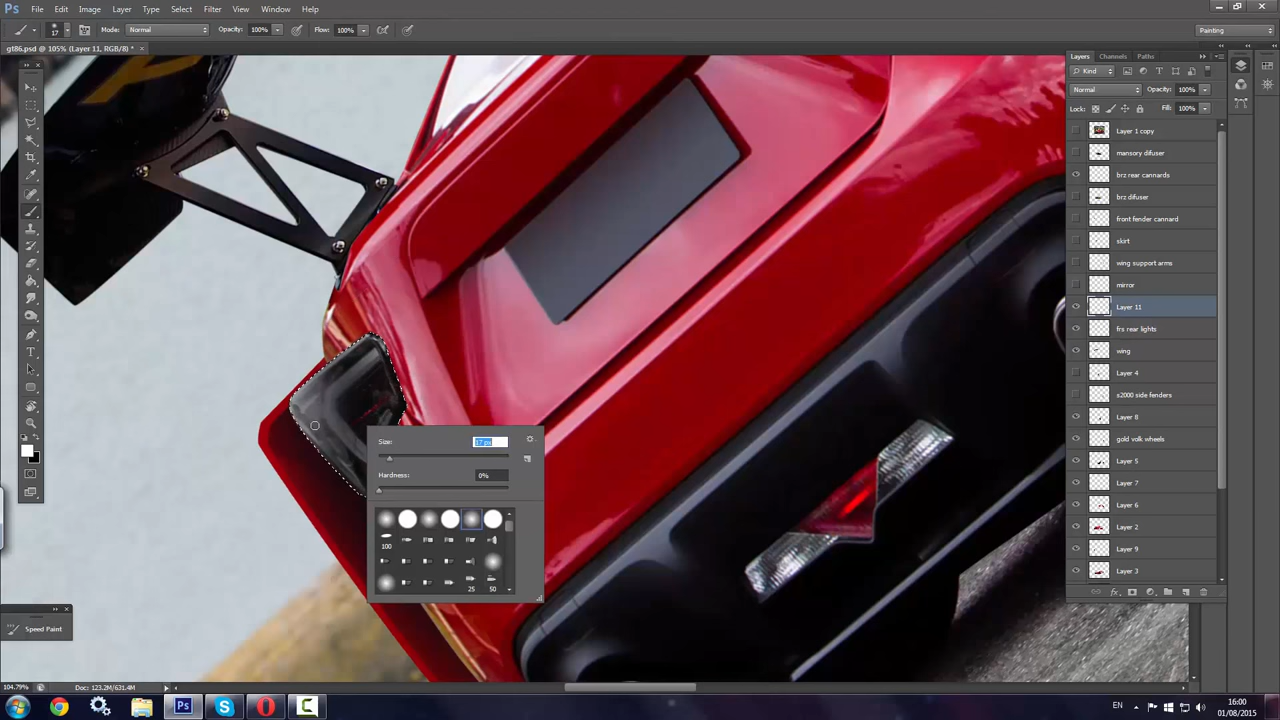 Ps File Edit Image Layer Type Select Filter View Window Help
17 Mode: Normal Opacity: 100% Flow: 100% Painting
gt86.psd @ 105% (Layer 11, RGB/8) * ×
Layers Channels Paths
Kind
Normal Opacity: 100%
Lock: Fill: 100%
Layer 1 copy
mansory difuser
brz rear cannards
brz difuser
front fender cannard
skirt
wing support arms
mirror
Layer 11
frs rear lights
wing
Layer 4
s2000 side fenders
Layer 8
gold volk wheels
Layer 5
Layer 7
Layer 6
Layer 2
Layer 9
Layer 3
Size: 17 px
Hardness: 0%
100
25 50
Speed Paint
104.79% Doc: 123.2M/631.4M
EN 16:00
01/08/2015